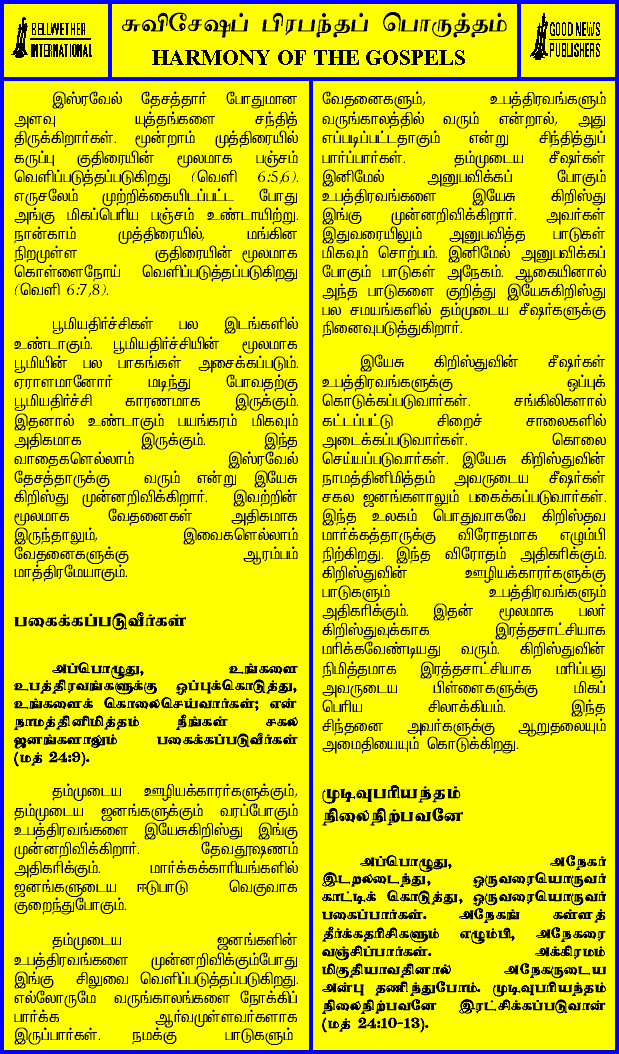 BELLWETHER
INTERNATIONAL
சுவிசேஷப் பிரபந்தப் பொருத்தம்
HARMONY OF THE GOSPELS
GOOD NEWS
PUBLISHERS
இஸ்ரவேல் தேசத்தார் போதுமான
அளவு யுத்தங்களை சந்தித்
திருக்கிறார்கள். மூன்றாம் முத்திரையில்
கருப்பு குதிரையின் மூலமாக பஞ்சம்
வெளிப்படுத்தப்படுகிறது (வெளி 6:5,6).
எருசலேம் முற்றிக்கையிடப்பட்ட போது
அங்கு மிகப்பெரிய பஞ்சம் உண்டாயிற்று.
நான்காம் முத்திரையில், மங்கின
நிறமுள்ள குதிரையின் மூலமாக
கொள்ளைநோய் வெளிப்படுத்தப்படுகிறது
(வெளி 6:7,8).
பூமியதிர்ச்சிகள் பல இடங்களில்
உண்டாகும். பூமியதிர்ச்சியின் மூலமாக
பூமியின் பல பாகங்கள் அசைக்கப்படும்.
ஏராளமானோர் மடிந்து போவதற்கு
பூமியதிர்ச்சி காரணமாக இருக்கும்.
இதனால் உண்டாகும் பயங்கரம் மிகவும்
அதிகமாக இருக்கும். இந்த
வாதைகளெல்லாம் இஸ்ரவேல்
தேசத்தாருக்கு வரும் என்று இயேசு
கிறிஸ்து முன்னறிவிக்கிறார். இவற்றின்
மூலமாக வேதனைகள் அதிகமாக
இருந்தாலும், இவைகளெல்லாம்
வேதனைகளுக்கு ஆரம்பம்
மாத்திரமேயாகும்.
பகைக்கப்படுவீர்கள்
அப்பொழுது, உங்களை
உபத்திரவங்களுக்கு ஒப்புக்கொடுத்து,
உங்களைக் கொலைசெய்வார்கள்; என்
நாமத்தினிமித்தம் நீங்கள் சகல
ஜனங்களாலும் பகைக்கப்படுவீர்கள்
(மத் 24:9).
தம்முடைய ஊழியக்காரர்களுக்கும்,
தம்முடைய ஜனங்களுக்கும் வரப்போகும்
உபத்திரவங்களை இயேசுகிறிஸ்து இங்கு
முன்னறிவிக்கிறார். தேவதூஷணம்
அதிகரிக்கும். மார்க்கக்காரியங்களில்
ஜனங்களுடைய ஈடுபாடு வெகுவாக
குறைந்துபோகும்.
தம்முடைய ஜனங்களின்
உபத்திரவங்களை முன்னறிவிக்கும்போது
இங்கு சிலுவை வெளிப்படுத்தப்படுகிறது.
எல்லோருமே வருங்காலங்களை நோக்கிப்
பார்க்க ஆர்வமுள்ளவர்களாக
இருப்பார்கள். நமக்கு பாடுகளும்
வேதனைகளும், உபத்திரவங்களும்
வருங்காலத்தில் வரும் என்றால், அது
எப்படிப்பட்டதாகும் என்று சிந்தித்துப்
பார்ப்பார்கள். தம்முடைய சீஷர்கள்
இனிமேல் அனுபவிக்கப் போகும்
உபத்திரவங்களை இயேசு கிறிஸ்து
இங்கு முன்னறிவிக்கிறார். அவர்கள்
இதுவரையிலும் அனுபவித்த பாடுகள்
மிகவும் சொற்பம். இனிமேல் அனுபவிக்கப்
போகும் பாடுகள் அநேகம். ஆகையினால்
அந்த பாடுகளை குறித்து இயேசுகிறிஸ்து
பல சமயங்களில் தம்முடைய சீஷர்களுக்கு
நினைவுபடுத்துகிறார்.
இயேசு கிறிஸ்துவின் சீஷர்கள்
உபத்திரவங்களுக்கு ஒப்புக்
கொடுக்கப்படுவார்கள். சங்கிலிகளால்
கட்டப்பட்டு சிறைச் சாலைகளில்
அடைக்கப்படுவார்கள். கொலை
செய்யப்படுவார்கள். இயேசு கிறிஸ்துவின்
நாமத்தினிமித்தம் அவருடைய சீஷர்கள்
சகல ஜனங்களாலும் பகைக்கப்படுவார்கள்.
இந்த உலகம் பொதுவாகவே கிறிஸ்தவ
மார்க்கத்தாருக்கு விரோதமாக எழும்பி
நிற்கிறது. இந்த விரோதம் அதிகரிக்கும்.
கிறிஸ்துவின் ஊழியக்காரர்களுக்கு
பாடுகளும் உபத்திரவங்களும்
அதிகரிக்கும். இதன் மூலமாக பலர்
கிறிஸ்துவுக்காக இரத்தசாட்சியாக
மரிக்கவேண்டியது வரும். கிறிஸ்துவின்
நிமித்தமாக இரத்தசாட்சியாக மரிப்பது
அவருடைய பிள்ளைகளுக்கு மிகப்
பெரிய சிலாக்கியம். இந்த
சிந்தனை அவர்களுக்கு ஆறுதலையும்
அமைதியையும் கொடுக்கிறது.
முடிவுபரியந்தம்
நிலைநிற்பவனே
அப்பொழுது, அநேகர்
இடறலடைந்து, ஒருவரையொருவர்
காட்டிக் கொடுத்து, ஒருவரையொருவர்
பகைப்பார்கள். அநேகங் கள்ளத்
தீர்க்கதரிசிகளும் எழும்பி, அநேகரை
வஞ்சிப்பார்கள். அக்கிரமம்
மிகுதியாவதினால் அநேகருடைய
அன்பு தணிந்துபோம். முடிவுபரியந்தம்
நிலைநிற்பவனே இரட்சிக்கப்படுவான்
(மத் 24:10-13).